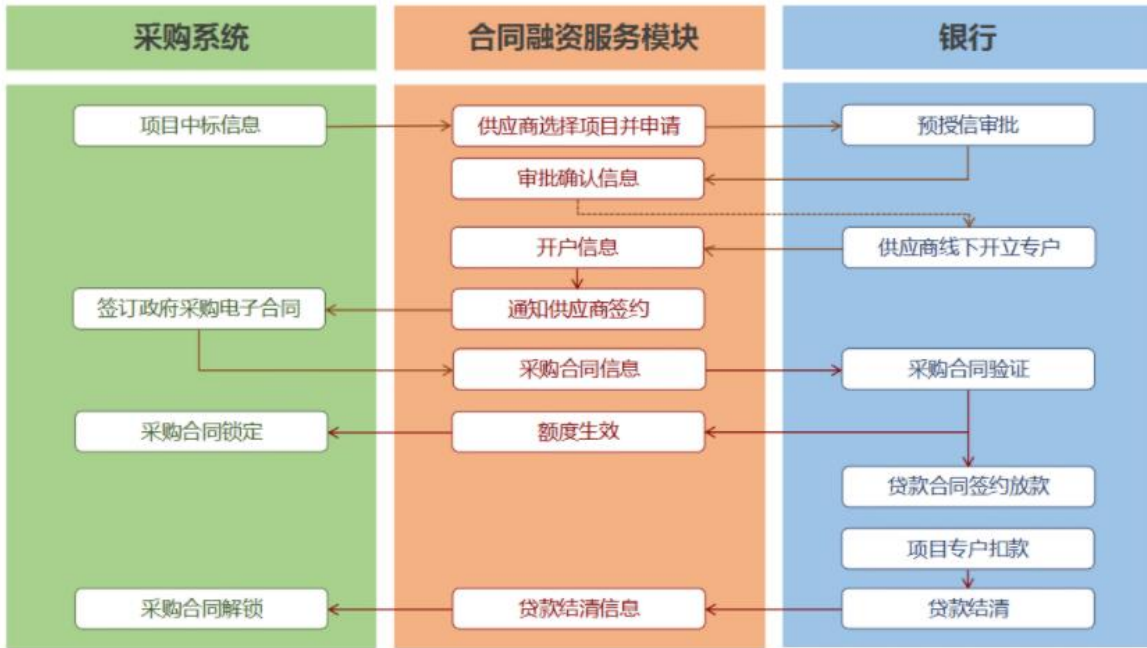 采购系统
合同融资服务模块
银行
项目中标信息
供应商选择项目并申请
预授信审批
审批确认信息
开户信息
供应商线下开立专户
签订政府采购电子合同
通知供应商签约
采购合同信息
采购合同验证
采购合同锁定
额度生效
贷款合同签约放款
项目专户扣款
采购合同解锁
贷款结清信息
贷款结清